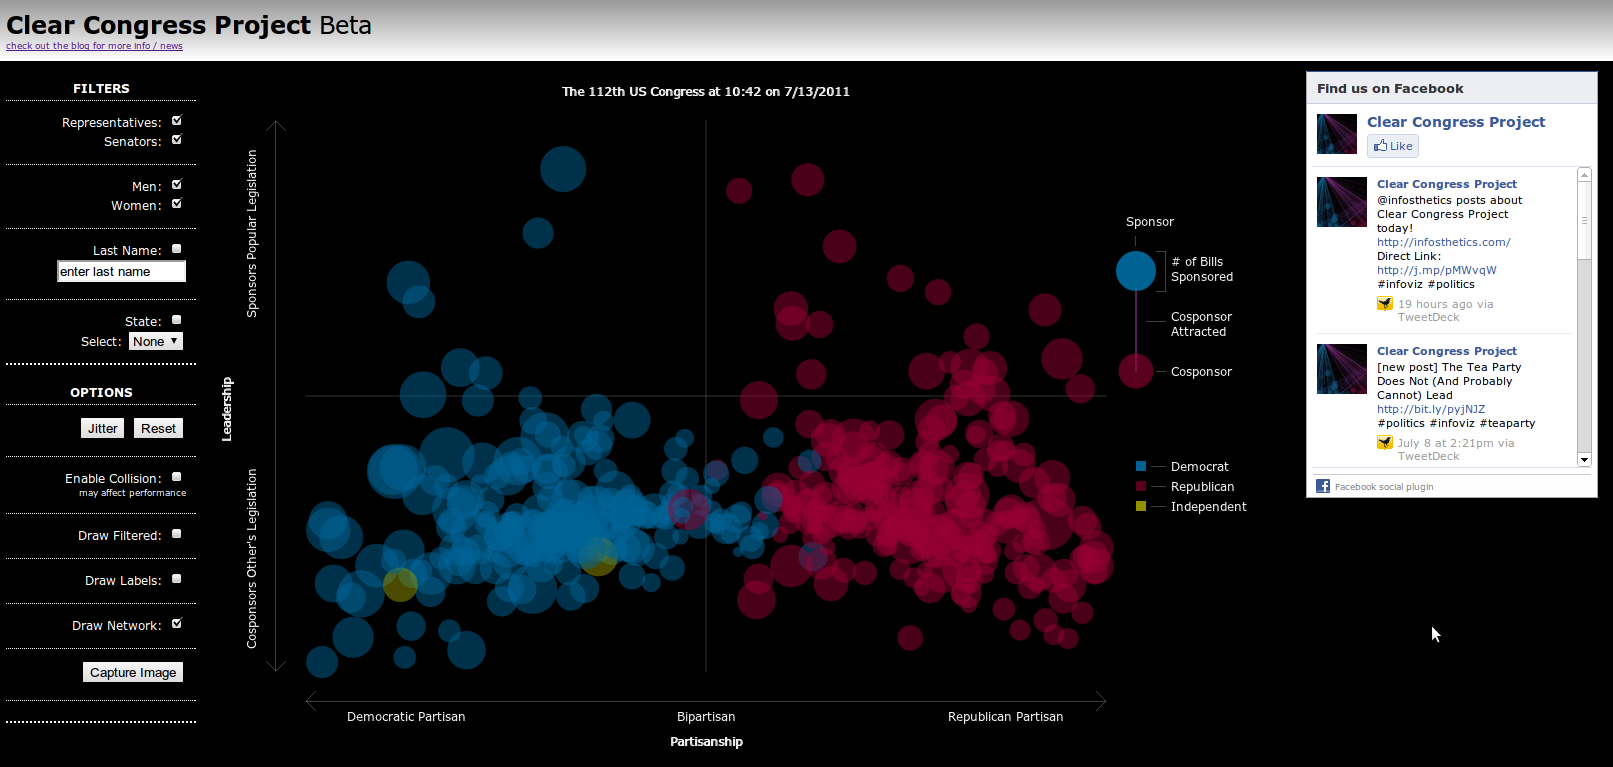 Clear Congress Project Beta
check out the blog for more info / news
FILTERS
Representatives:
Senators:
Men:
Women:
Last Name:
enter last name
State:
Select: None
OPTIONS
Jitter Reset
Enable Collision:
may affect performance
Draw Filtered:
Draw Labels:
Draw Network:
Capture Image
The 112th US Congress at 10:42 on 7/13/2011
Sponsors Popular Legislation
Leadership
Cosponsors Other's Legislation
Democratic Partisan
Bipartisan
Republican Partisan
Partisanship
Sponsor
# of Bills
Sponsored
Cosponsor
Attracted
Cosponsor
Democrat
Republican
Independent
Find us on Facebook
Clear Congress Project
Like
Clear Congress Project
@infosthetics posts about
Clear Congress Project
today!
http://infosthetics.com/
Direct Link:
http://j.mp/pMWvqW
#infoviz #politics
19 hours ago via
TweetDeck
Clear Congress Project
[new post] The Tea Party
Does Not (And Probably
Cannot) Lead
http://bit.ly/pyjNJZ
#politics #infoviz #teaparty
July 8 at 2:21pm via
TweetDeck
Facebook social plugin